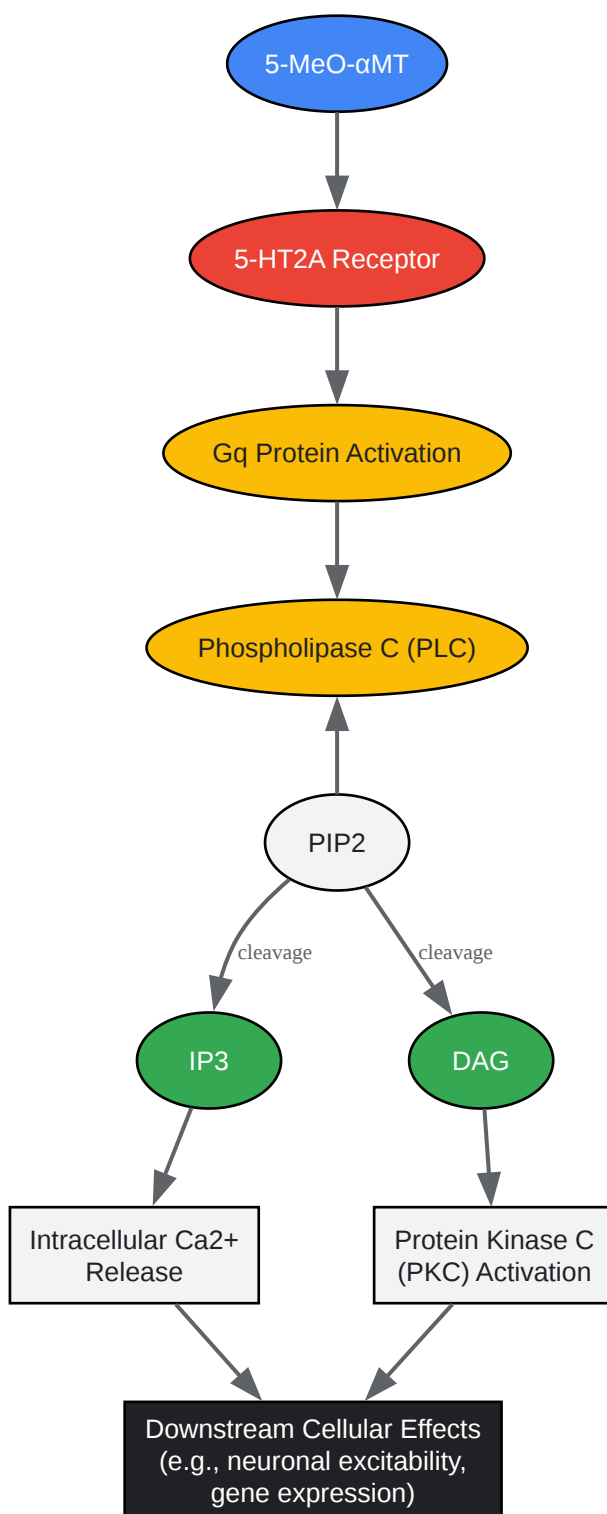 5-MeO-αMT
5-HT2A Receptor
Gq Protein Activation
Phospholipase C (PLC)
PIP2
cleavage
cleavage
IP3
DAG
Intracellular Ca2+
Release
Protein Kinase C
(PKC) Activation
Downstream Cellular Effects
(e.g., neuronal excitability,
gene expression)